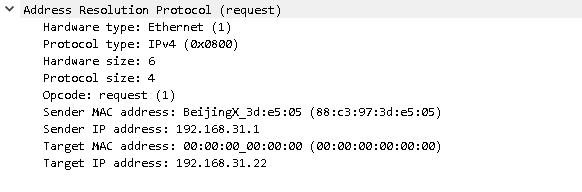 Address Resolution Protocol (request)
Hardware type: Ethernet (1)
Protocol type: IPv4 (0x0800)
Hardware size: 6
Protocol size: 4
Opcode: request (1)
Sender MAC address: BeijingX_3d:e5:05 (88:c3:97:3d:e5:05)
Sender IP address: 192.168.31.1
Target MAC address: 00:00:00_00:00:00 (00:00:00:00:00:00)
Target IP address: 192.168.31.22